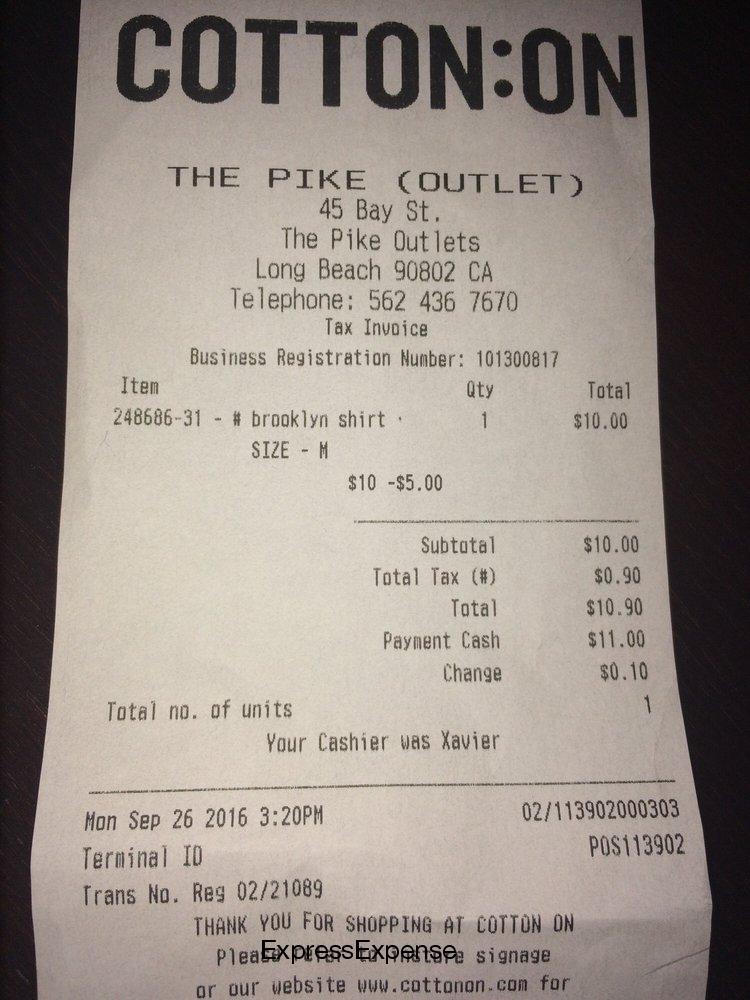 COTTON:ON
THE PIKE (OUTLET)
45 Bay St.
The Pike Outlets
Long Beach 90802 CA
Telephone: 562 436 7670
Tax Invoice
Business Registration Number: 101300817
Item Qty Total
248686-31 - # brooklyn shirt 1 $10.00
SIZE - M
$10 -$5.00
Subtotal $10.00
Total Tax (#) $0.90
Total $10.90
Payment Cash $11.00
Change $0.10
Total no. of units 1
Your Cashier was Xavier
Mon Sep 26 2016 3:20PM 02/113902000303
Terminal ID POS113902
Trans No. Reg 02/21089
THANK YOU FOR SHOPPING AT COTTON ON
Please refer to instore signage
ExpressExpense
or our website www.cottonon.com for